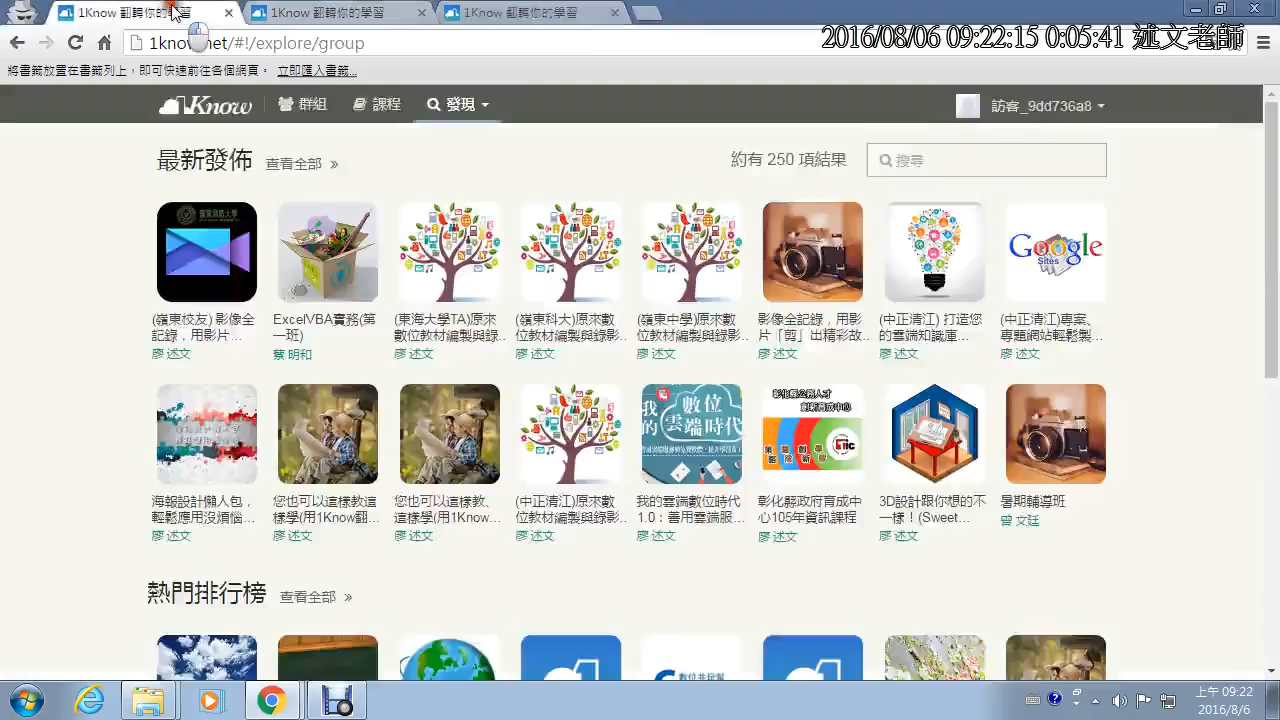 1Know 翻轉你的學習
1Know 翻轉你的學習
1Know 翻轉你的學習
1know.net/#!/explore/group
2016/08/06 09:22:15 0:05:41 述文老師
將書籤放置在書籤列上，即可快速前往各個網頁。 立即匯入書籤...
1Know 群組 課程 發現 訪客_9dd736a8
最新發佈 查看全部 » 約有 250 項結果 搜尋
Google
Sites
(嶺東校友) 影像全記錄，用影片...
廖 述文
ExcelVBA實務(第一班)
蔡 明和
(東海大學TA)原來數位教材編製與錄影...
廖 述文
(嶺東科大)原來數位教材編製與錄影...
廖 述文
(嶺東中學)原來數位教材編製與錄影...
廖 述文
影像全記錄，用影片「剪」出精彩故...
廖 述文
(中正清江) 打造您的雲端知識庫...
廖 述文
(中正清江)專案、專題網站輕鬆製...
廖 述文
我的
數位
雲端時代
彰化縣公務人才
創新育成中心
海報設計懶人包，輕鬆應用沒煩惱...
廖 述文
您也可以這樣教這樣學(用1Know翻...
廖 述文
您也可以這樣教、這樣學(用1Know...
廖 述文
(中正清江)原來數位教材編製與錄影...
廖 述文
我的雲端數位時代1.0：善用雲端服...
廖 述文
彰化縣政府育成中心105年資訊課程
廖 述文
3D設計跟你想的不一樣！(Sweet...
廖 述文
暑期輔導班
曾 文廷
熱門排行榜 查看全部 »
上午 09:22
2016/8/6